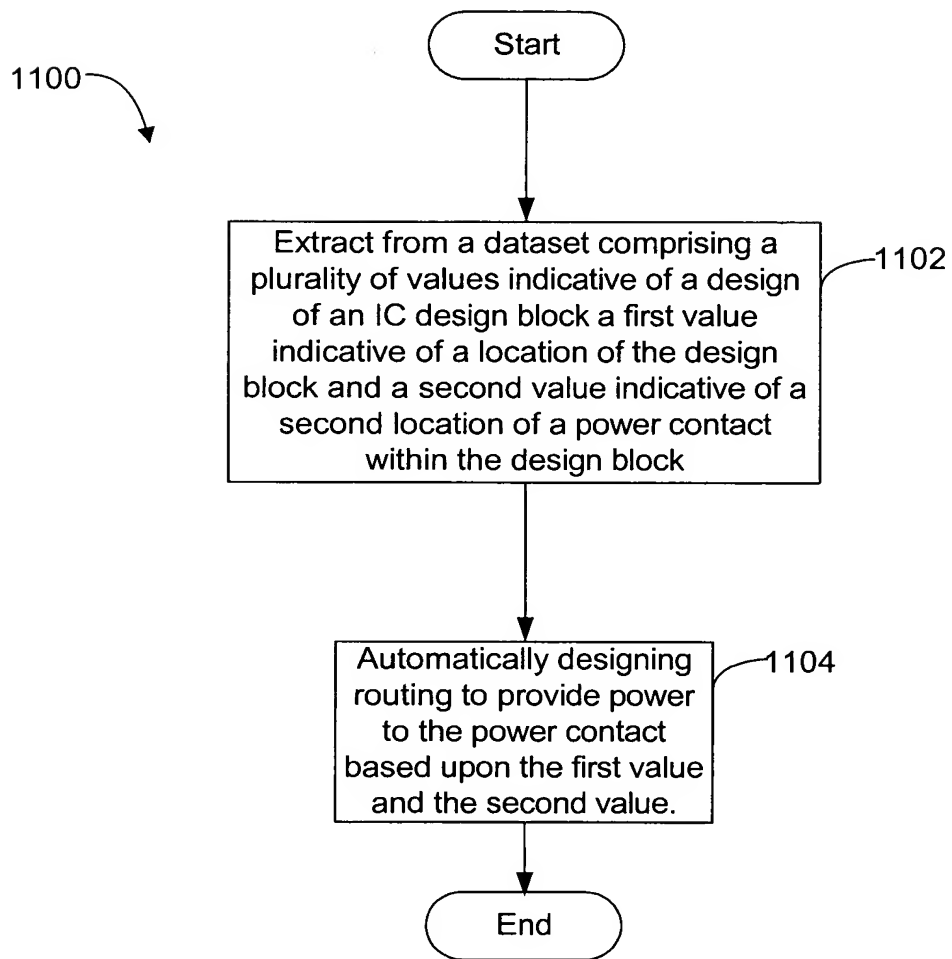 Start
1100
Extract from a dataset comprising a
plurality of values indicative of a design
of an IC design block a first value
indicative of a location of the design
block and a second value indicative of a
second location of a power contact
within the design block
1102
Automatically designing
routing to provide power
to the power contact
based upon the first value
and the second value.
1104
End